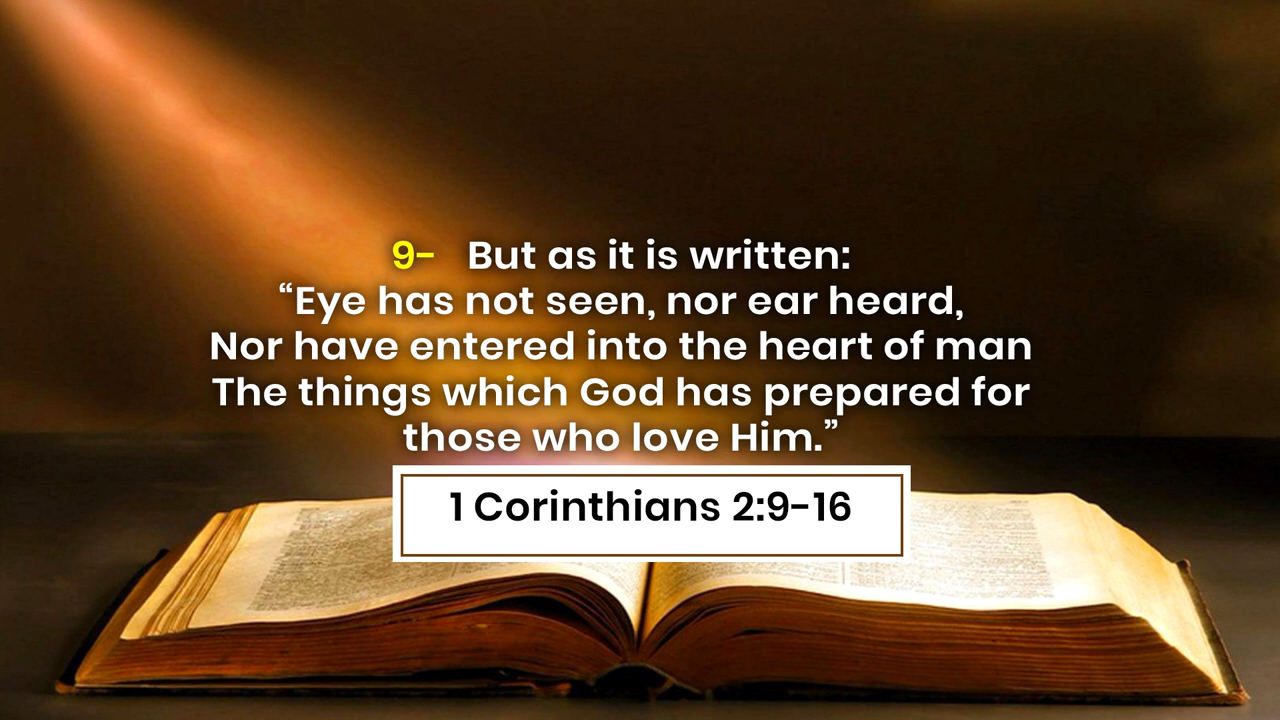 9- But as it is written:
“Eye has not seen, nor ear heard,
Nor have entered into the heart of man
The things which God has prepared for
those who love Him.”
1 Corinthians 2:9-16